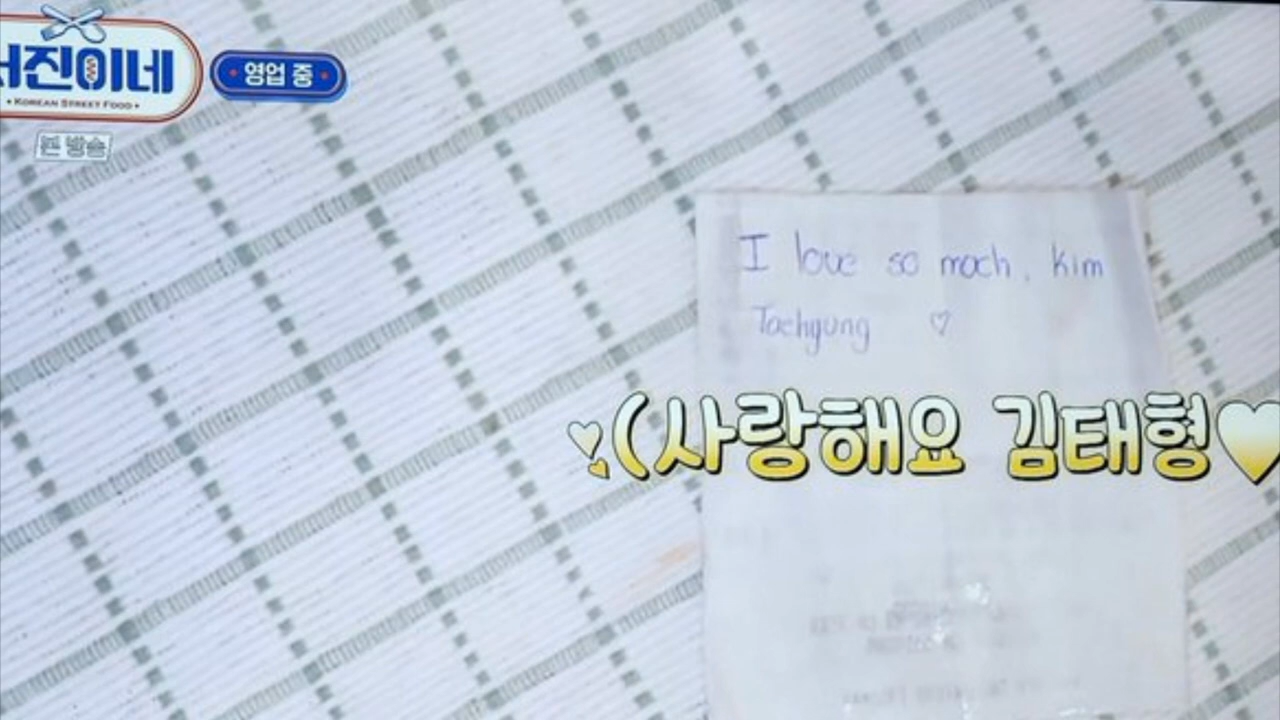 서진이네
• KOREAN STREET FOOD •
영업 중
본 방송
I love so moch, kim
Taehyung ♡
(사랑해요 김태형♥